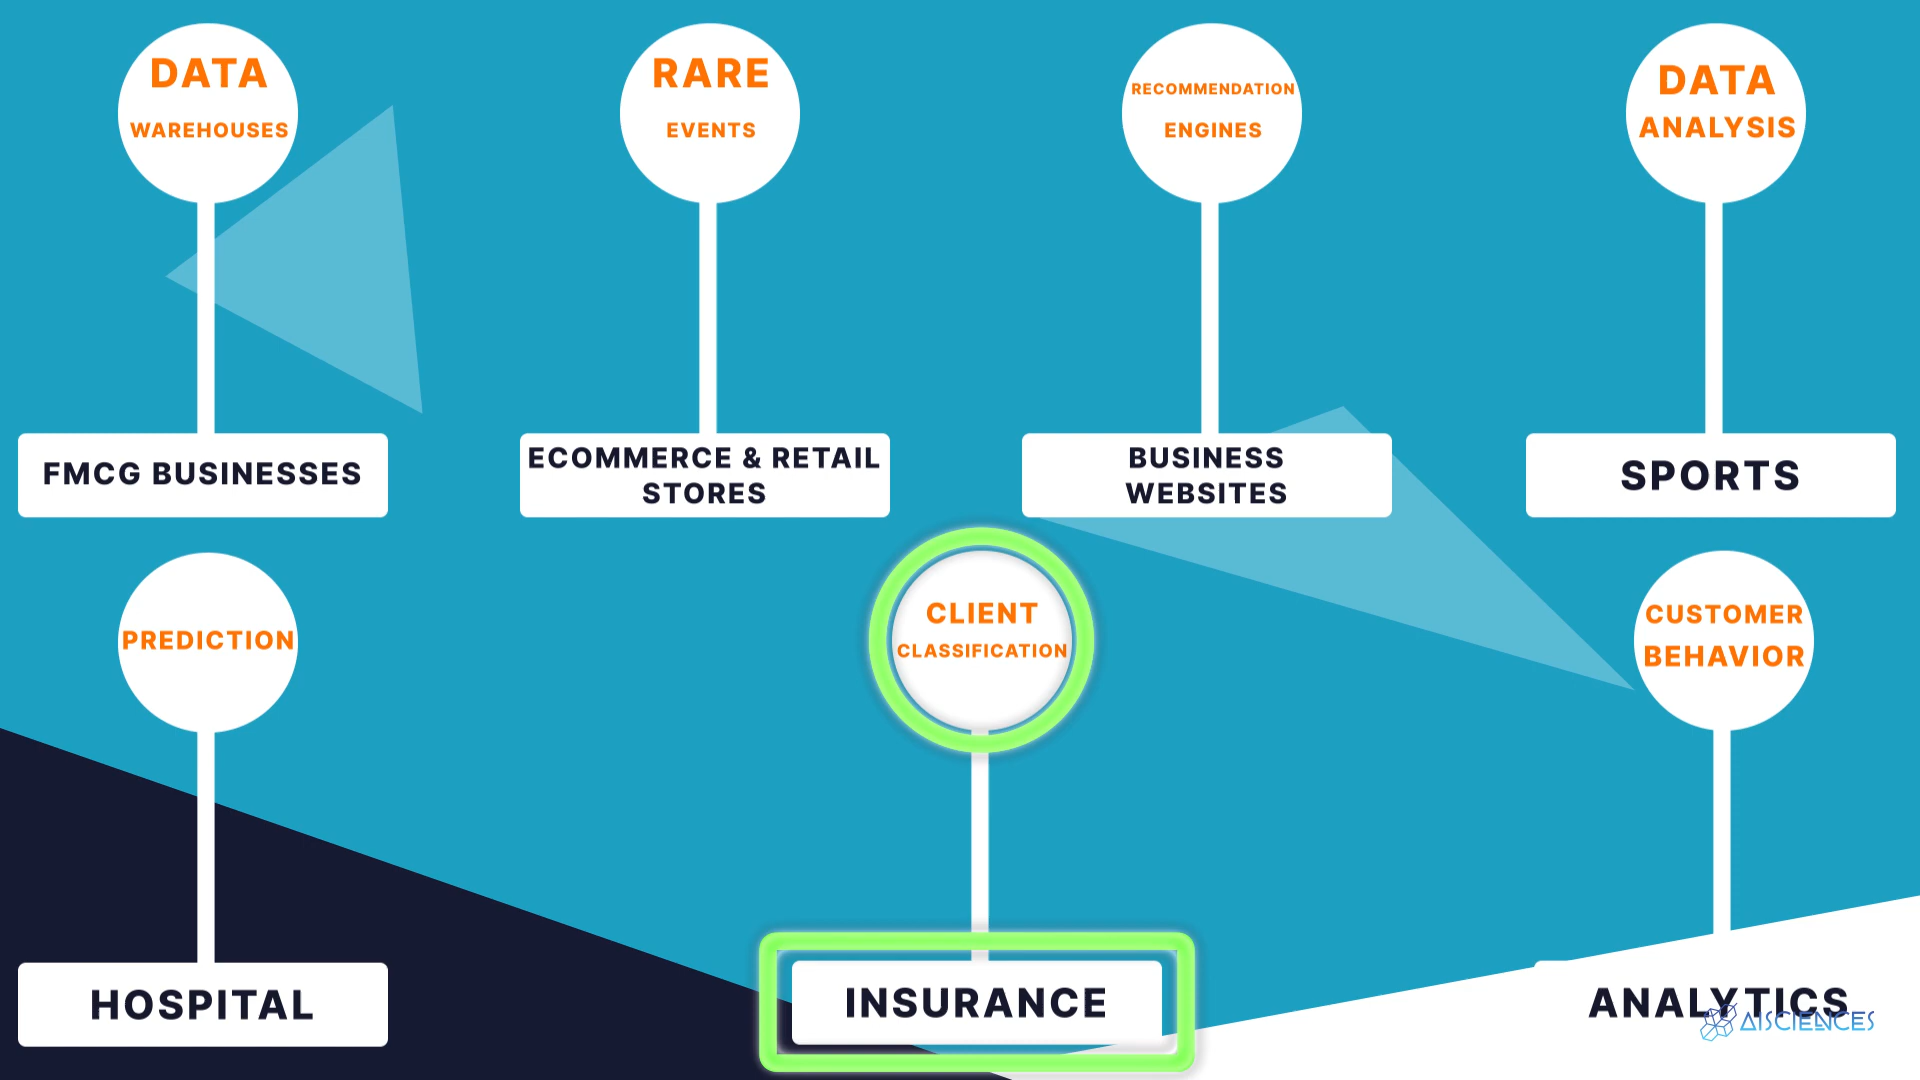 DATA
WAREHOUSES
RARE
EVENTS
RECOMMENDATION
ENGINES
DATA
ANALYSIS
FMCG BUSINESSES
ECOMMERCE & RETAIL
STORES
BUSINESS
WEBSITES
SPORTS
PREDICTION
CLIENT
CLASSIFICATION
CUSTOMER
BEHAVIOR
HOSPITAL
INSURANCE
ANALYTICS
AISCIENCES